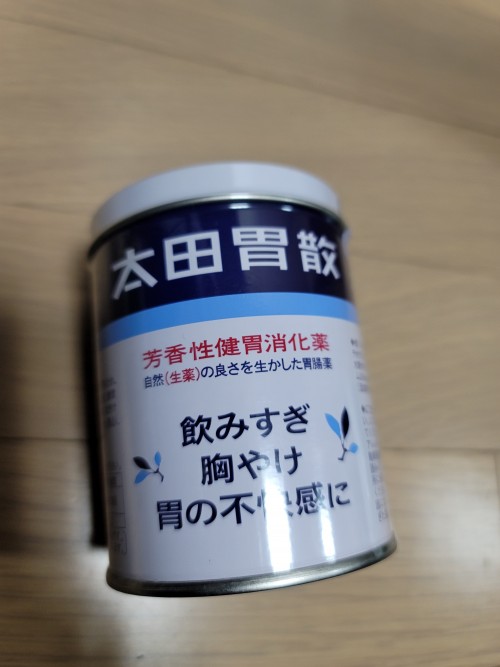 太田胃散
芳香性健胃消化薬
自然(生薬)の良さを生かした胃腸薬
飲みすぎ
胸やけ
胃の不快感に